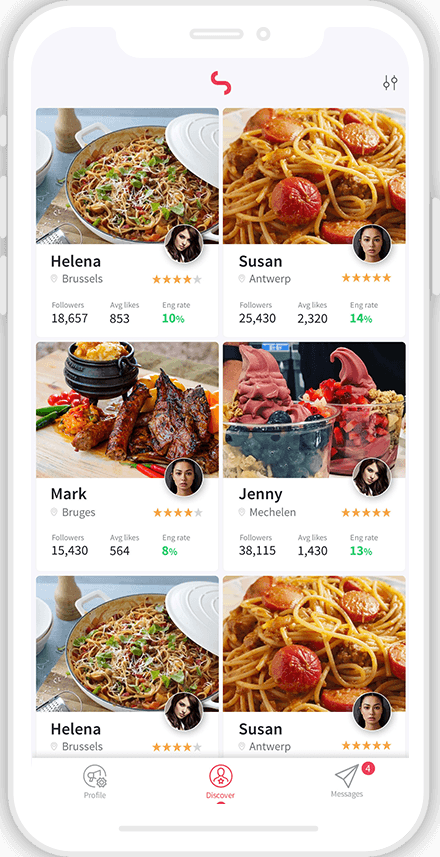 Helena Susan
Brussels Antwerp
Followers Avg likes Eng rate Followers Avg likes Eng rate
18,657 853 10% 25,430 2,320 14%
Mark Jenny
Bruges Mechelen
Followers Avg likes Eng rate Followers Avg likes Eng rate
15,430 564 8% 38,115 1,430 13%
Helena Susan
Brussels Antwerp
4
Profile Discover Messages